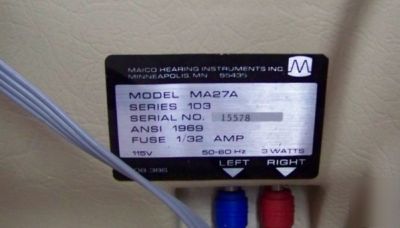 MAICO HEARING INSTRUMENTS INC.
MINNEAPOLIS, MN 55435
MODEL MA27A
SERIES 103
SERIAL NO. 15578
ANSI 1969
FUSE 1/32 AMP
115V 50-60 Hz 3 WATTS
LEFT RIGHT